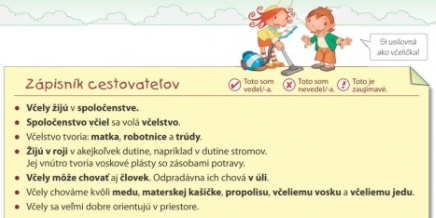 Si usilovná
ako včelička!
Zápisník cestovateľov
Toto som
vedel/-a.
Toto som
nevedel/-a.
Toto je
zaujímavé.
• Včely žijú v spoločenstve.
• Spoločenstvo včiel sa volá včelstvo.
• Včelstvo tvoria: matka, robotnice a trúdy.
• Žijú v roji v akejkoľvek dutine, napríklad v dutine stromov.
Jej vnútro tvoria voskové plásty so zásobami potravy.
• Včely môže chovať aj človek. Odpradávna ich chová v úli.
• Včely chováme kvôli medu, materskej kašičke, propolisu, včeliemu vosku a včeliemu jedu.
• Včely sa veľmi dobre orientujú v priestore.